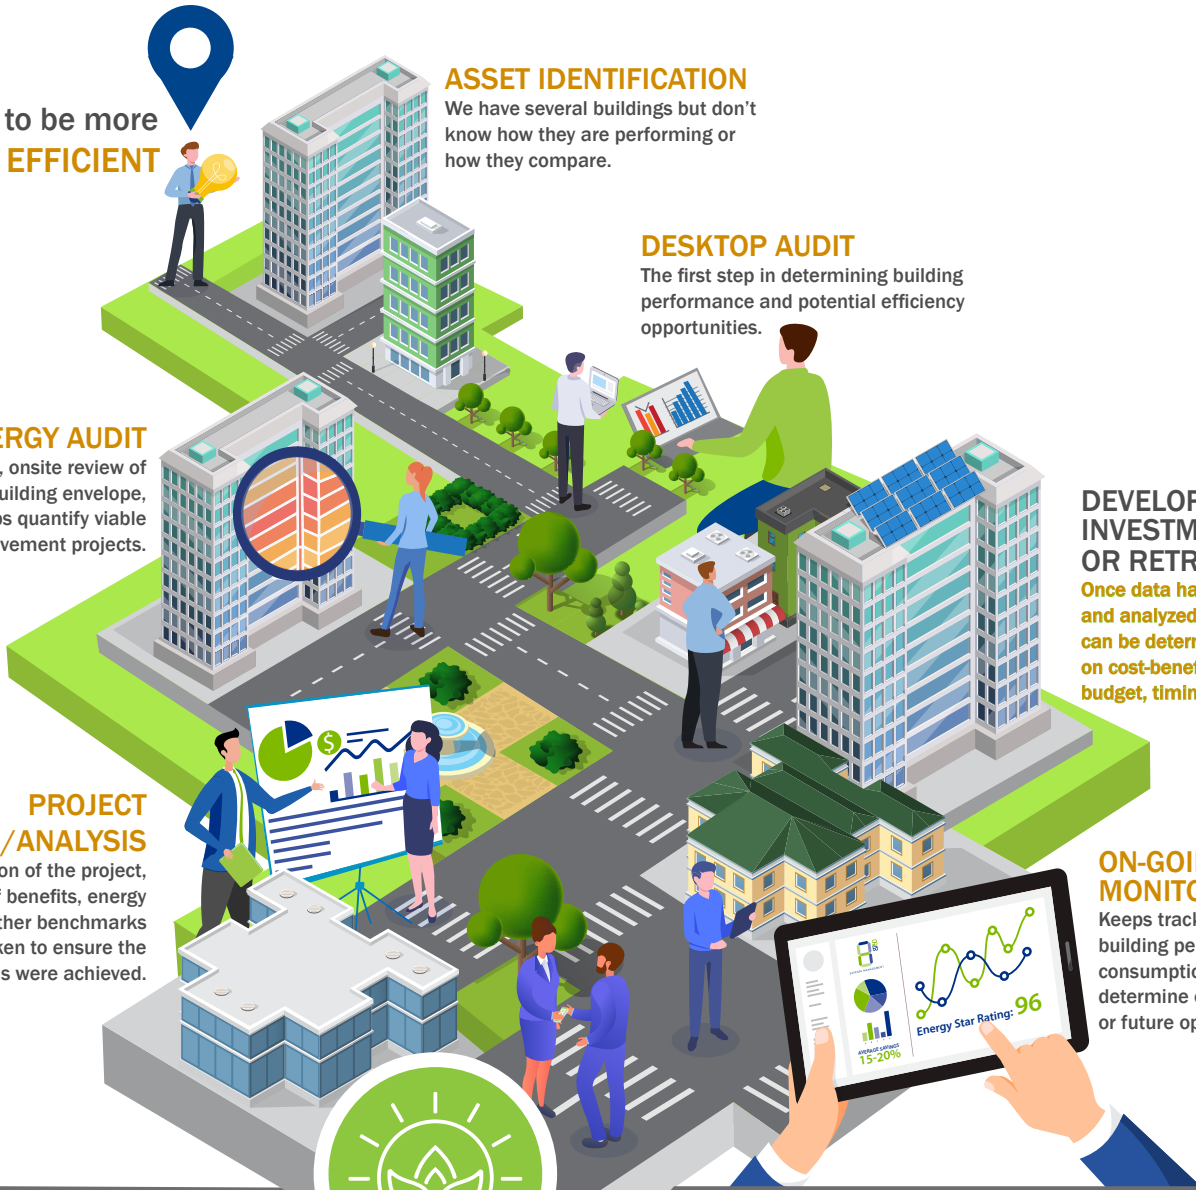 to be more
EFFICIENT
ASSET IDENTIFICATION
We have several buildings but don't
know how they are performing or
how they compare.
DESKTOP AUDIT
The first step in determining building
performance and potential efficiency
opportunities.
ERGY AUDIT
, onsite review of
uilding envelope,
ps quantify viable
vement projects.
DEVELOP
INVESTM
OR RETR
Once data ha
and analyzed
can be determ
on cost-benef
budget, timin
PROJECT
/ANALYSIS
on of the project,
f benefits, energy
ther benchmarks
ken to ensure the
s were achieved.
$
ON-GOIN
MONITO
Keeps track
building pe
consumptio
determine
or future op
Energy Star Rating: 96
AVERAGE SAVINGS
15-20%